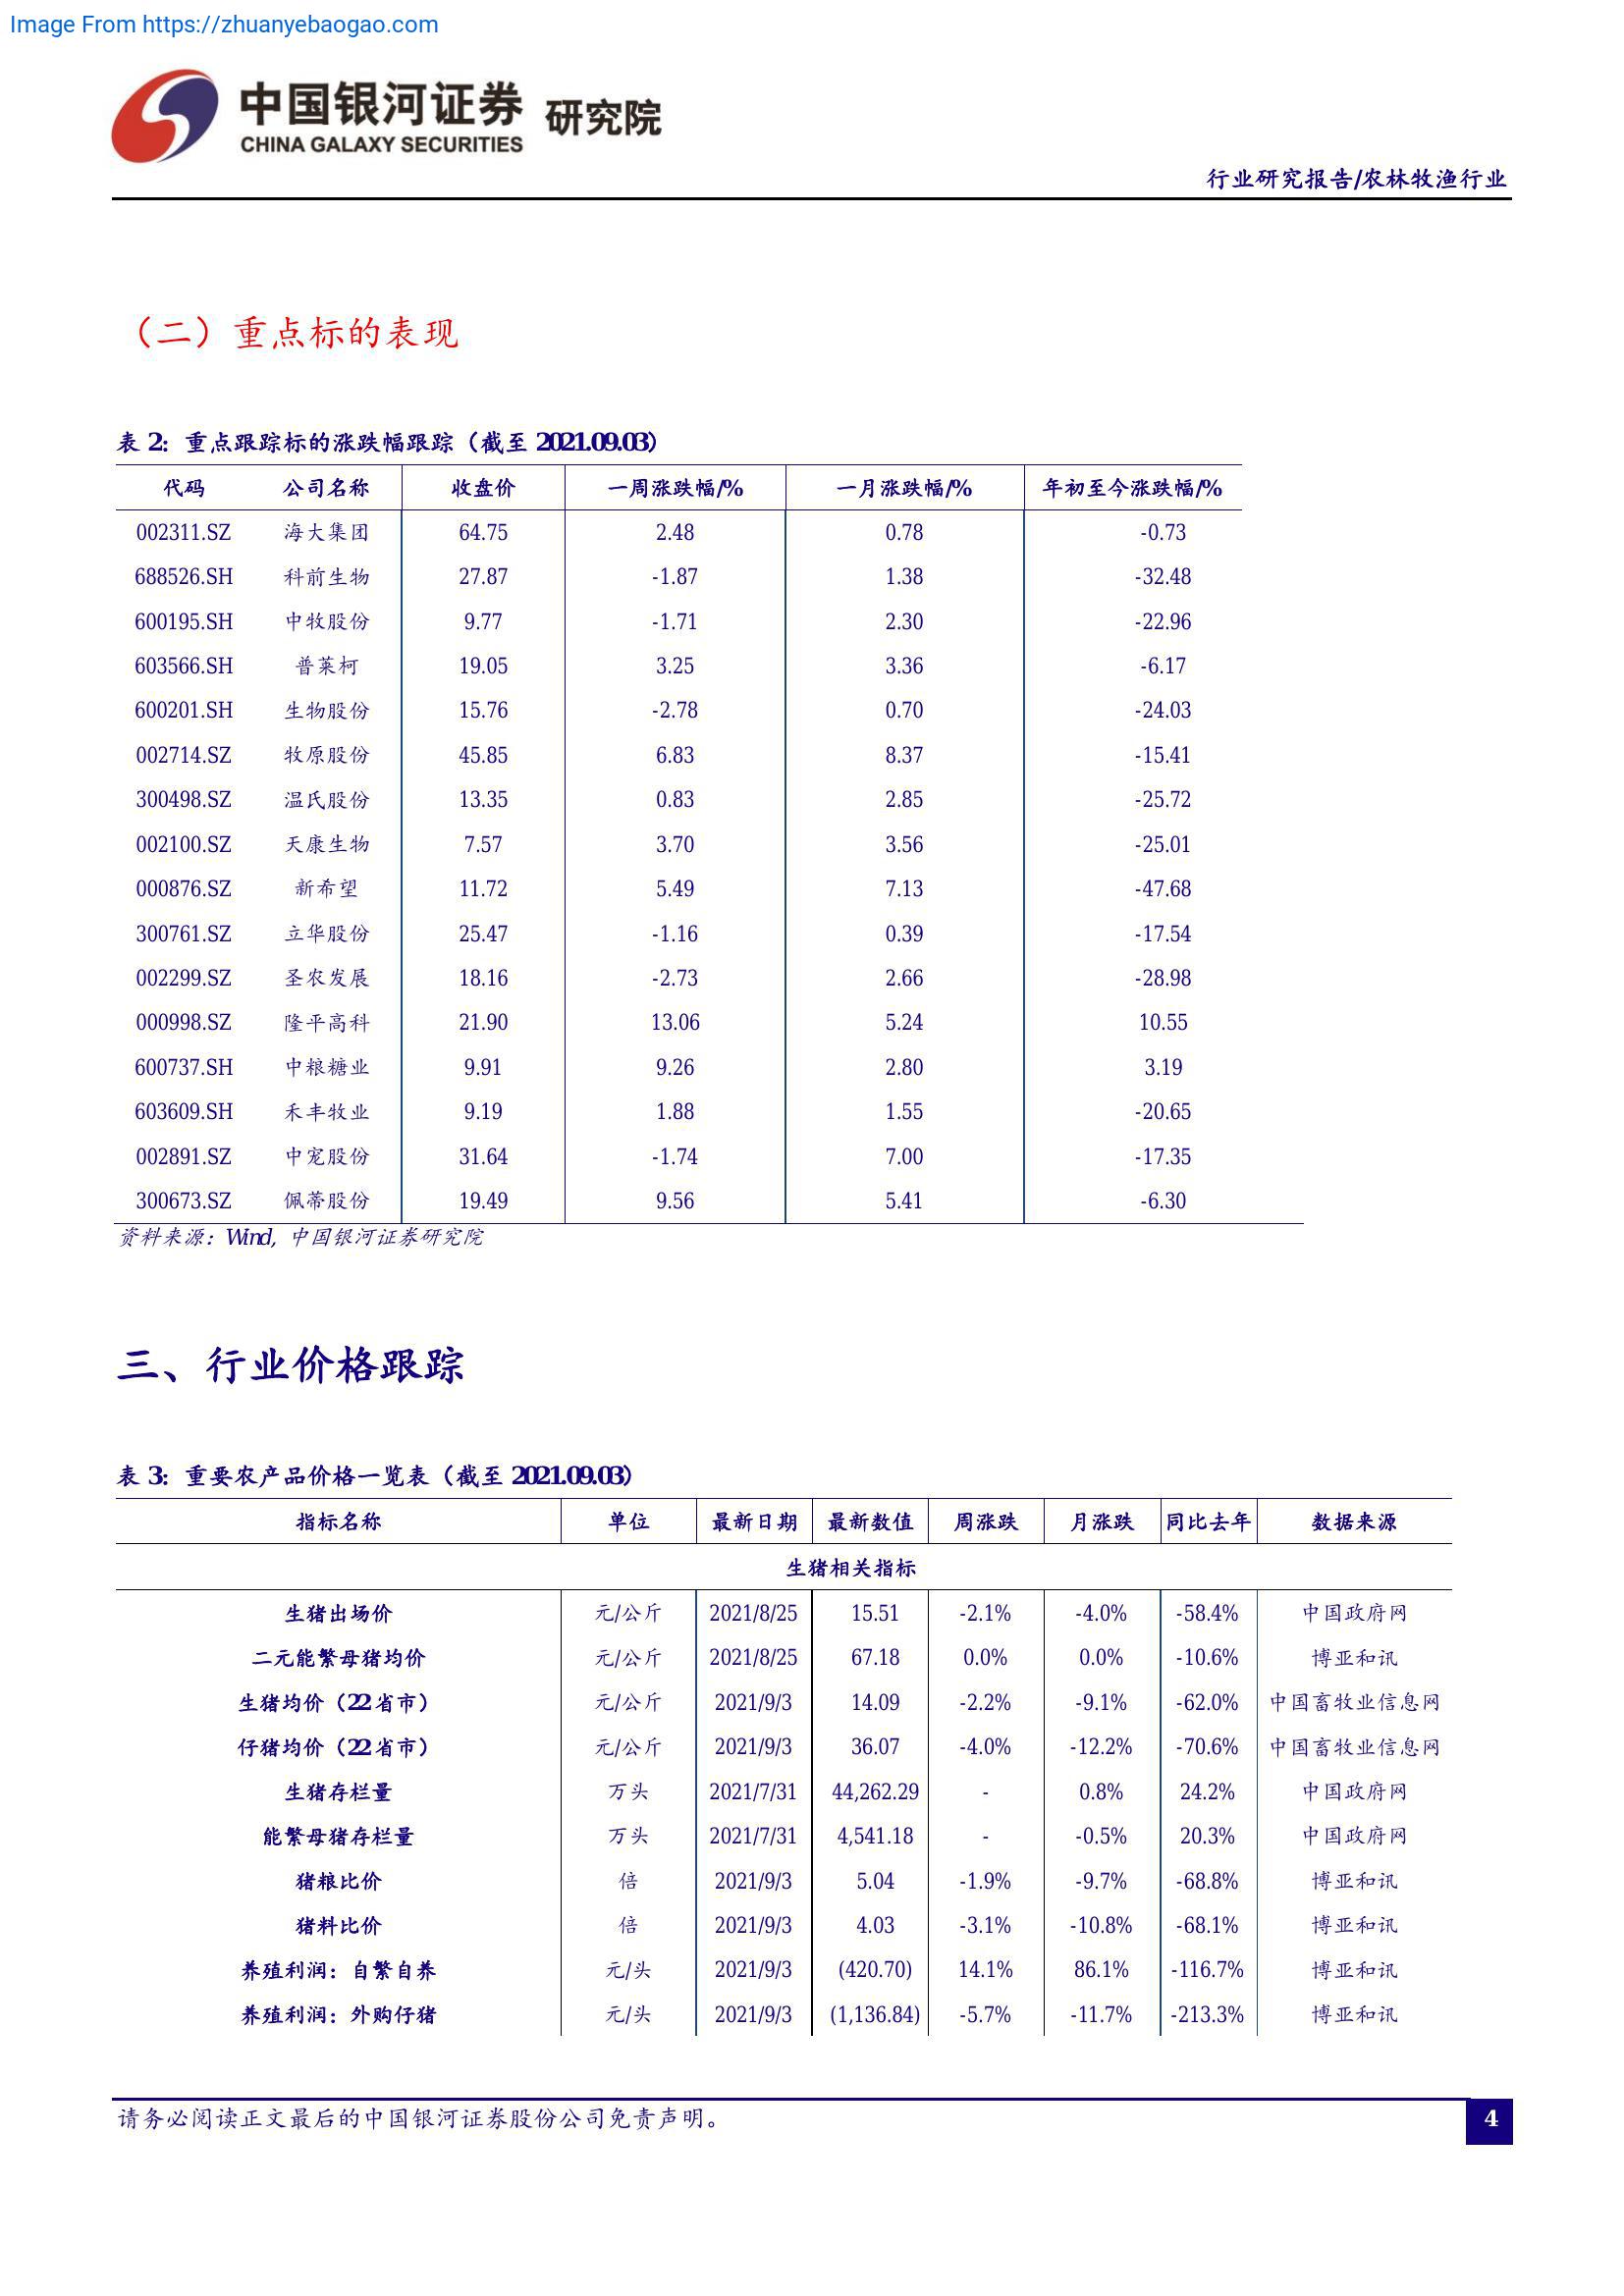 Image From https://zhuanyebaogao.com
中国银河证券 研究院
CHINA GALAXY SECURITIES
行业研究报告/农林牧渔行业
（二）重点标的表现
表 2: 重点跟踪标的涨跌幅跟踪（截至 2021.09.03）
代码 公司名称 收盘价 一周涨跌幅/% 一月涨跌幅/% 年初至今涨跌幅/%
002311.SZ 海大集团 64.75 2.48 0.78 -0.73
688526.SH 科前生物 27.87 -1.87 1.38 -32.48
600195.SH 中牧股份 9.77 -1.71 2.30 -22.96
603566.SH 普莱柯 19.05 3.25 3.36 -6.17
600201.SH 生物股份 15.76 -2.78 0.70 -24.03
002714.SZ 牧原股份 45.85 6.83 8.37 -15.41
300498.SZ 温氏股份 13.35 0.83 2.85 -25.72
002100.SZ 天康生物 7.57 3.70 3.56 -25.01
000876.SZ 新希望 11.72 5.49 7.13 -47.68
300761.SZ 立华股份 25.47 -1.16 0.39 -17.54
002299.SZ 圣农发展 18.16 -2.73 2.66 -28.98
000998.SZ 隆平高科 21.90 13.06 5.24 10.55
600737.SH 中粮糖业 9.91 9.26 2.80 3.19
603609.SH 禾丰牧业 9.19 1.88 1.55 -20.65
002891.SZ 中宠股份 31.64 -1.74 7.00 -17.35
300673.SZ 佩蒂股份 19.49 9.56 5.41 -6.30
资料来源：Wind, 中国银河证券研究院
三、行业价格跟踪
表 3: 重要农产品价格一览表（截至 2021.09.03）
指标名称 单位 最新日期 最新数值 周涨跌 月涨跌 同比去年 数据来源
生猪相关指标
生猪出场价 元/公斤 2021/8/25 15.51 -2.1% -4.0% -58.4% 中国政府网
二元能繁母猪均价 元/公斤 2021/8/25 67.18 0.0% 0.0% -10.6% 博亚和讯
生猪均价（22 省市） 元/公斤 2021/9/3 14.09 -2.2% -9.1% -62.0% 中国畜牧业信息网
仔猪均价（22 省市） 元/公斤 2021/9/3 36.07 -4.0% -12.2% -70.6% 中国畜牧业信息网
生猪存栏量 万头 2021/7/31 44,262.29 - 0.8% 24.2% 中国政府网
能繁母猪存栏量 万头 2021/7/31 4,541.18 - -0.5% 20.3% 中国政府网
猪粮比价 倍 2021/9/3 5.04 -1.9% -9.7% -68.8% 博亚和讯
猪料比价 倍 2021/9/3 4.03 -3.1% -10.8% -68.1% 博亚和讯
养殖利润：自繁自养 元/头 2021/9/3 (420.70) 14.1% 86.1% -116.7% 博亚和讯
养殖利润：外购仔猪 元/头 2021/9/3 (1,136.84) -5.7% -11.7% -213.3% 博亚和讯
请务必阅读正文最后的中国银河证券股份公司免责声明。
4